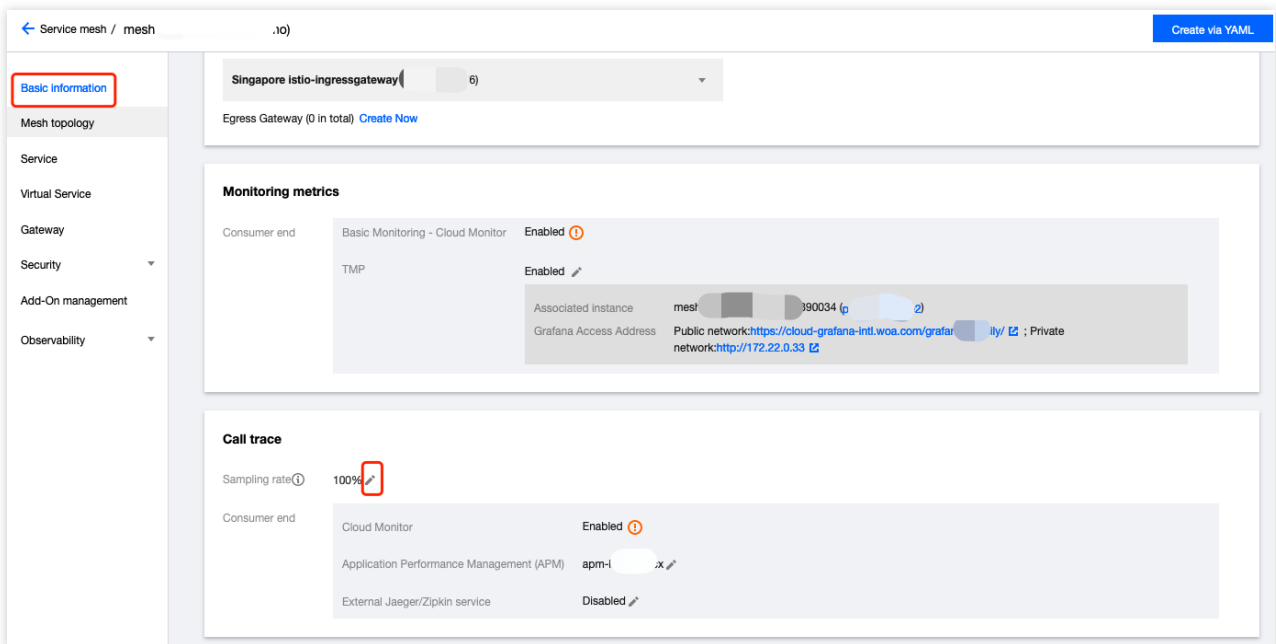 Service mesh / mesh .10)
Create via YAML
Basic information
Mesh topology
Service
Virtual Service
Gateway
Security
Add-On management
Observability
Singapore istio-ingressgateway( 6)
Egress Gateway (0 in total) Create Now
Monitoring metrics
Consumer end
Basic Monitoring - Cloud Monitor Enabled
TMP Enabled
Associated instance mesh 390034 (p 2)
Grafana Access Address Public network:https://cloud-grafana-intl.woa.com/grafan ily/ ; Private
network:http://172.22.0.33
Call trace
Sampling rate 100%
Consumer end
Cloud Monitor Enabled
Application Performance Management (APM) apm-i x
External Jaeger/Zipkin service Disabled